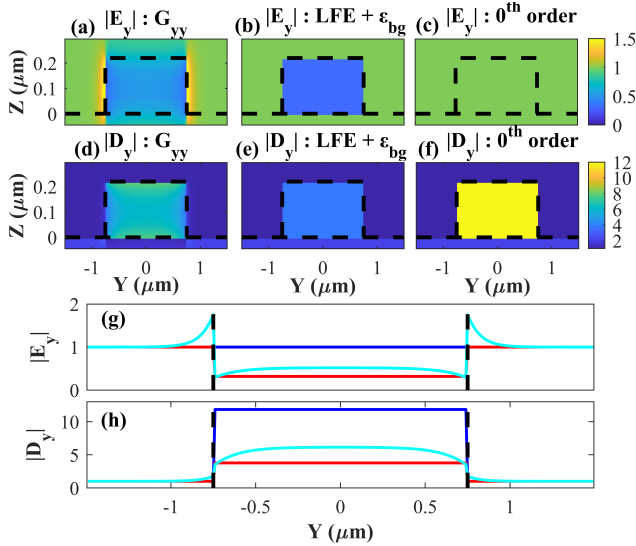 |E_y| : G_yy |E_y| : LFE + ε_bg |E_y| : 0^th order
(a) (b) (c)
Z (μm)
0.2
0.1
0
1.5
1
0.5
0
|D_y| : G_yy |D_y| : LFE + ε_bg |D_y| : 0^th order
(d) (e) (f)
Z (μm)
0.2
0.1
0
12
10
8
6
4
2
-1 0 1 -1 0 1 -1 0 1
Y (μm) Y (μm) Y (μm)
(g)
|E_y|
2
1
0
(h)
|D_y|
10
5
0
-1 -0.5 0 0.5 1
Y (μm)